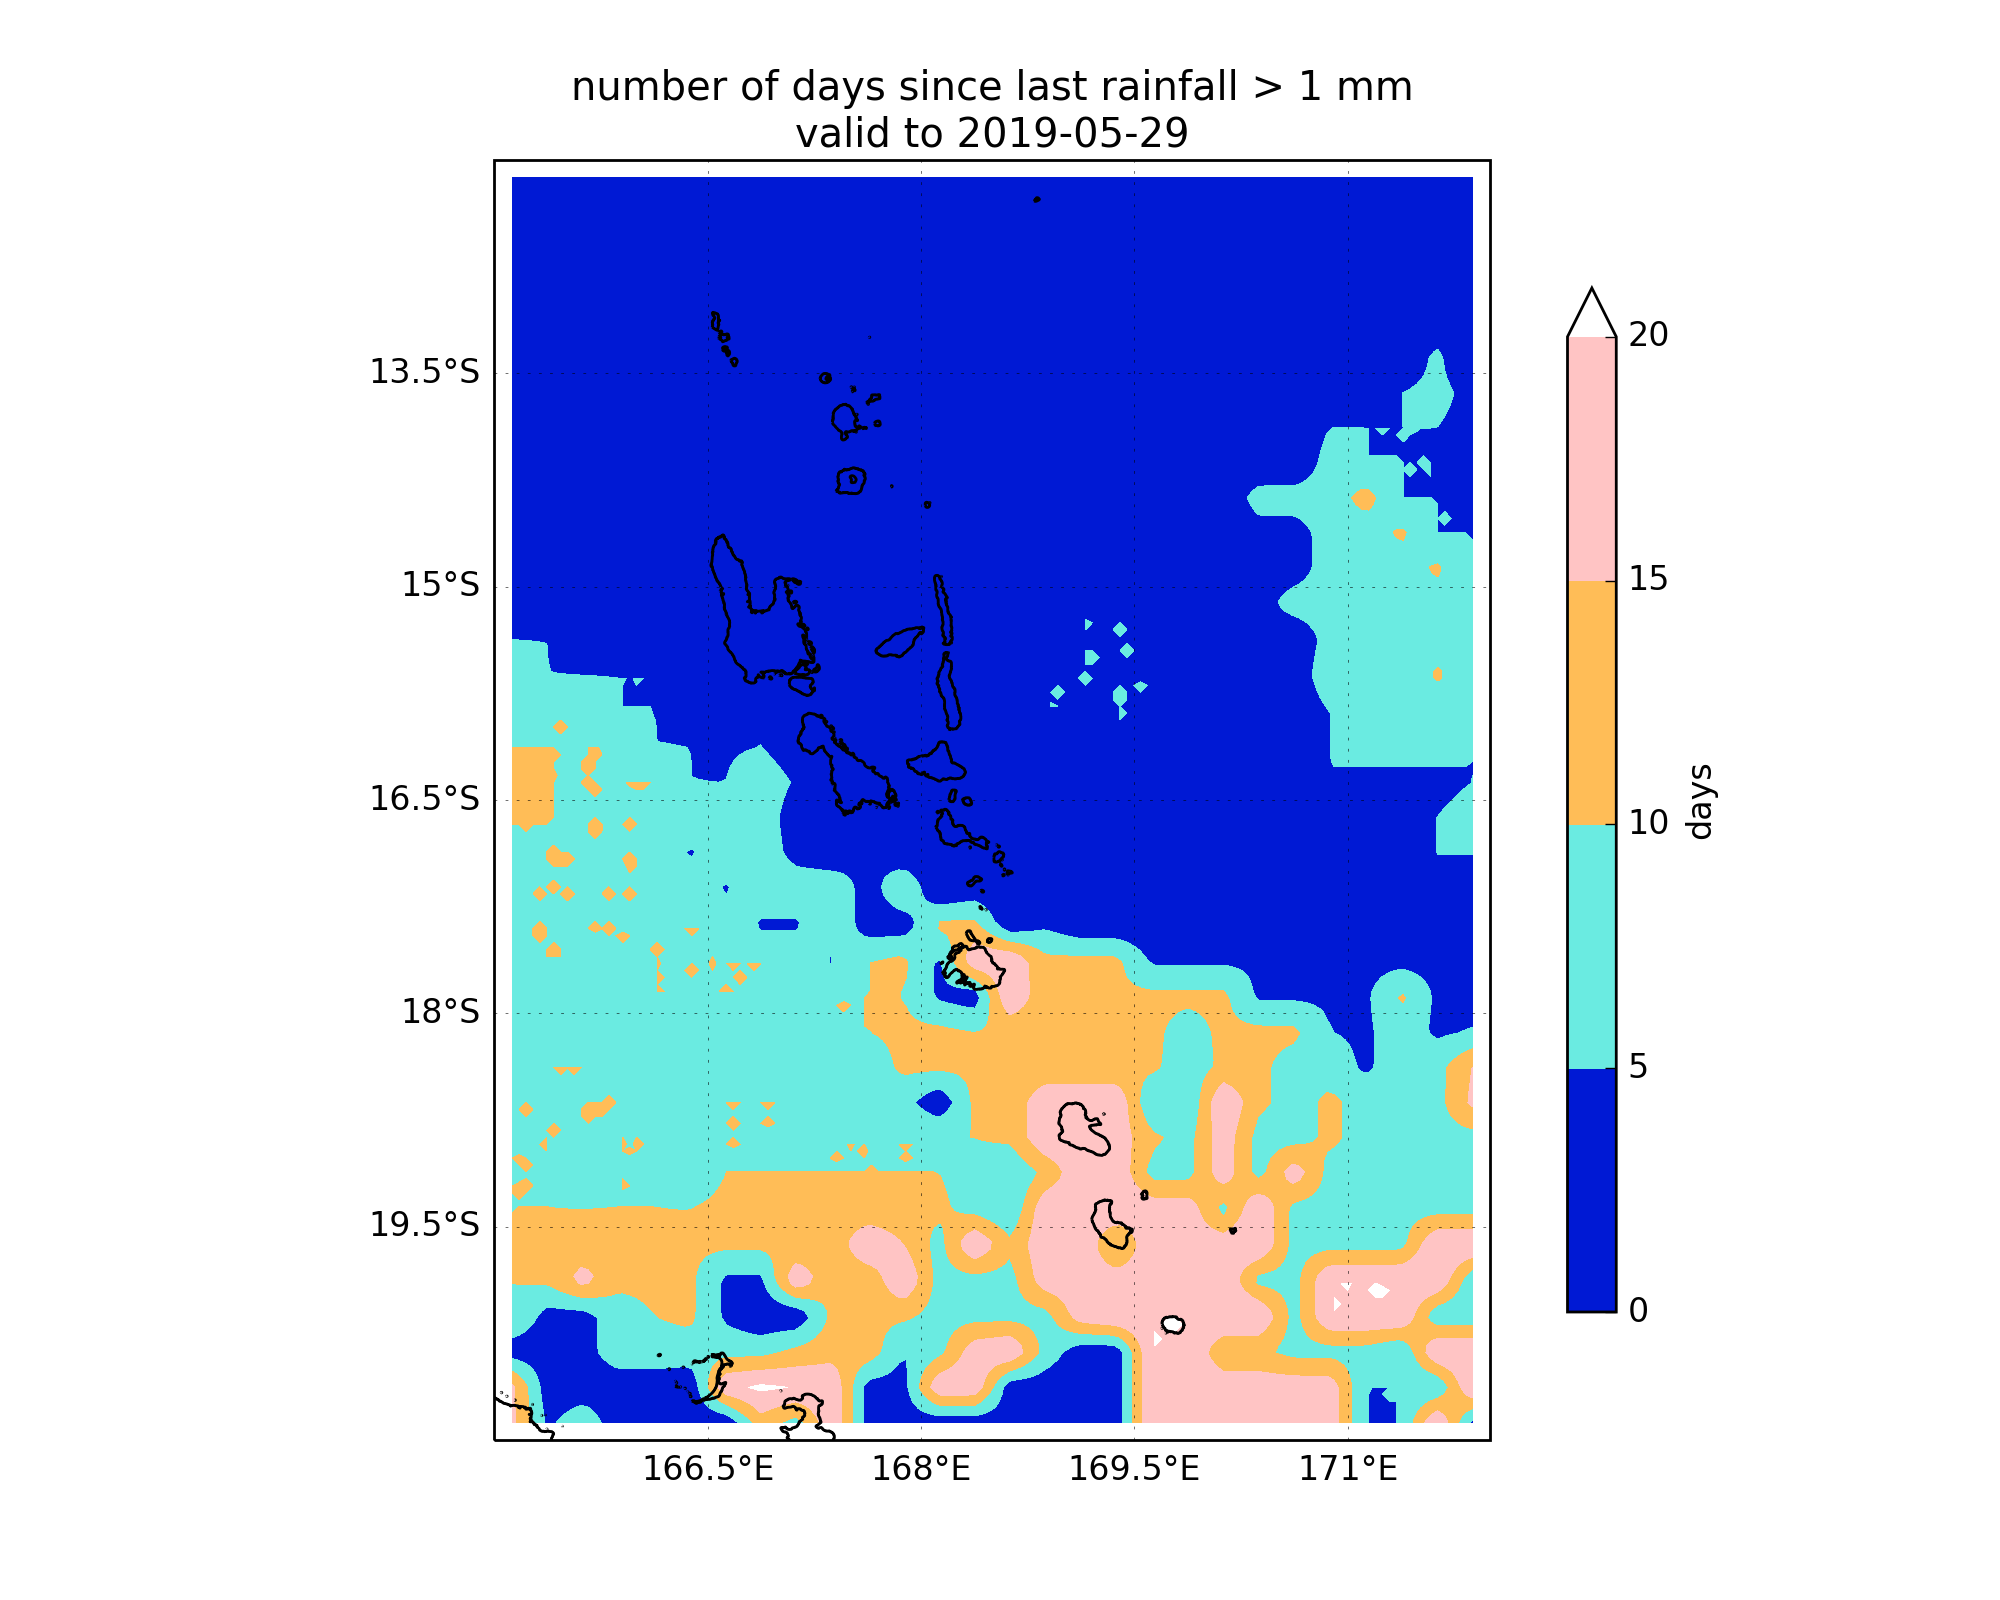 number of days since last rainfall > 1 mm
valid to 2019-05-29
13.5°S
15°S
16.5°S
18°S
19.5°S
166.5°E
168°E
169.5°E
171°E
20
15
10
5
0
days